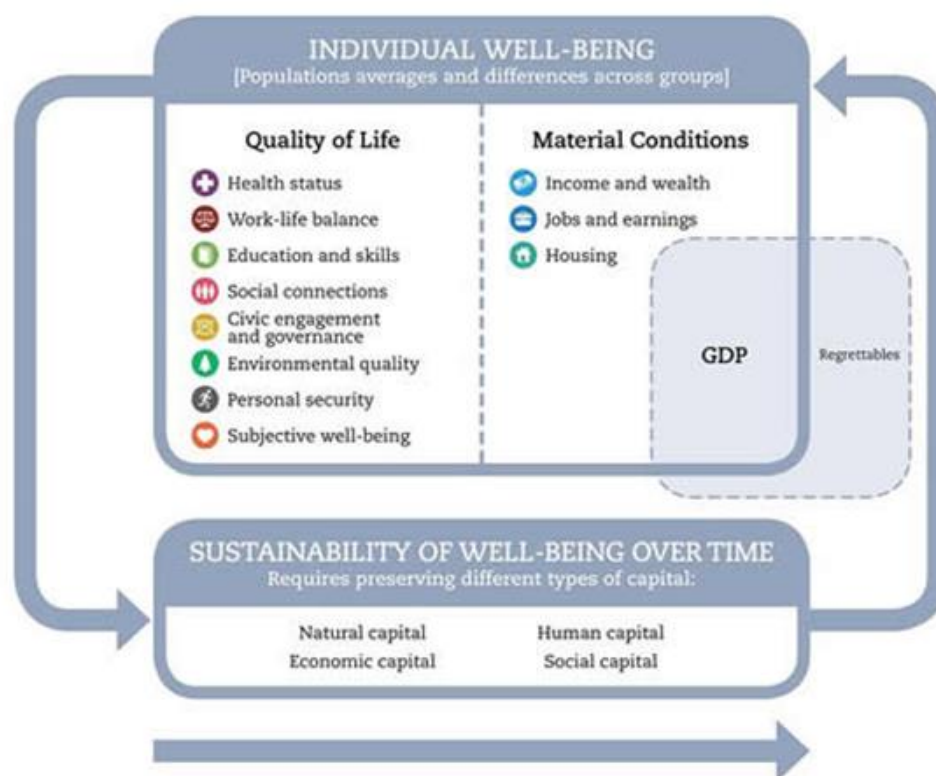 INDIVIDUAL WELL-BEING
[Populations averages and differences across groups]
Quality of Life
Health status
Work-life balance
Education and skills
Social connections
Civic engagement
and governance
Environmental quality
Personal security
Subjective well-being
Material Conditions
Income and wealth
Jobs and earnings
Housing
GDP
Regrettables
SUSTAINABILITY OF WELL-BEING OVER TIME
Requires preserving different types of capital:
Natural capital
Human capital
Economic capital
Social capital